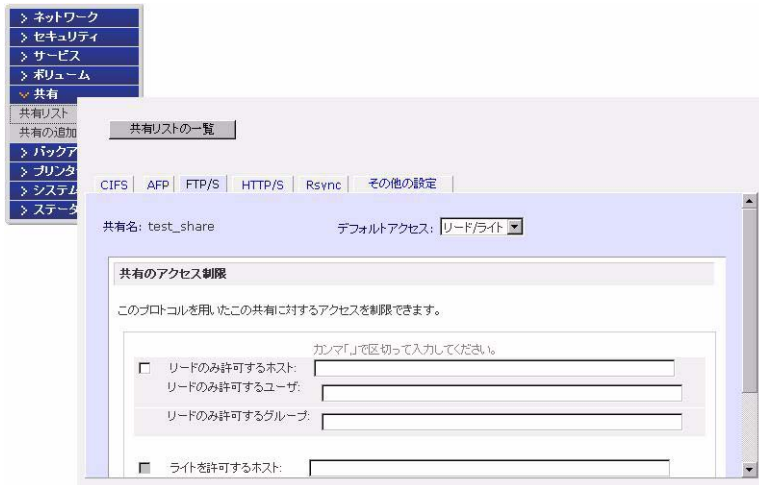 > ネットワーク
> セキュリティ
> サービス
> ボリューム
共有
共有リスト
共有の追加
> バックア
> プリンタ
> システム
> ステータ
共有リストの一覧
CIFS AFP FTP/S HTTP/S Rsync その他の設定
共有名: test_share デフォルトアクセス: リード/ライト
共有のアクセス制限
このプロトコルを用いたこの共有に対するアクセスを制限できます。
カンマ「,」で区切って入力してください。
リードのみ許可するホスト:
リードのみ許可するユーザ:
リードのみ許可するグループ:
ライトを許可するホスト: